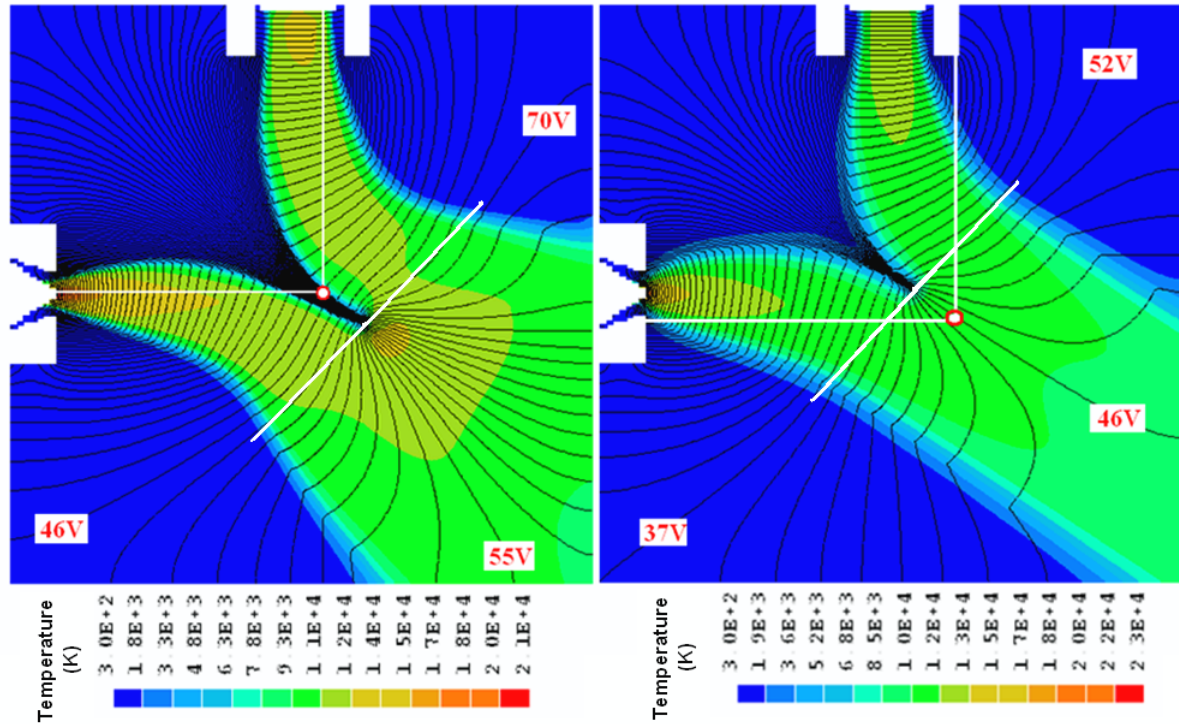 70V
46V
55V
52V
46V
37V
Temperature
(K)
3.0E+2
1.8E+3
3.3E+3
4.8E+3
6.3E+3
7.8E+3
9.3E+3
1.1E+4
1.2E+4
1.4E+4
1.5E+4
1.7E+4
1.8E+4
2.0E+4
2.1E+4
Temperature
(K)
3.0E+2
1.9E+3
3.6E+3
5.2E+3
6.8E+3
8.5E+3
1.0E+4
1.2E+4
1.3E+4
1.5E+4
1.7E+4
1.8E+4
2.0E+4
2.2E+4
2.3E+4